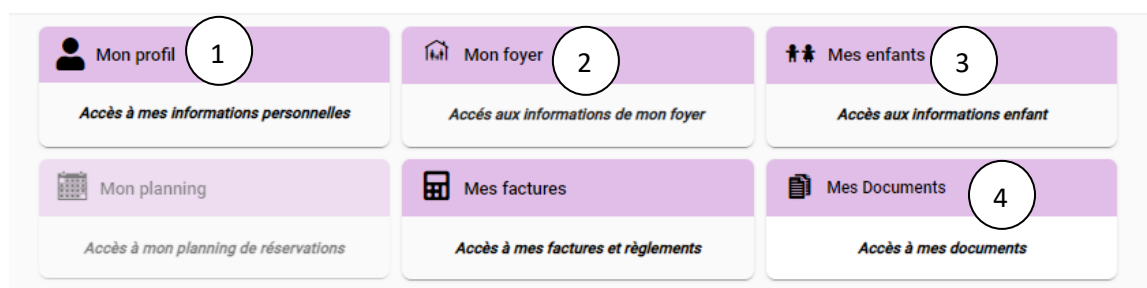 Mon profil 1
Mon foyer 2
Mes enfants 3
Accès à mes informations personnelles
Accés aux informations de mon foyer
Accès aux informations enfant
Mon planning
Mes factures
Mes Documents 4
Accès à mon planning de réservations
Accès à mes factures et règlements
Accès à mes documents